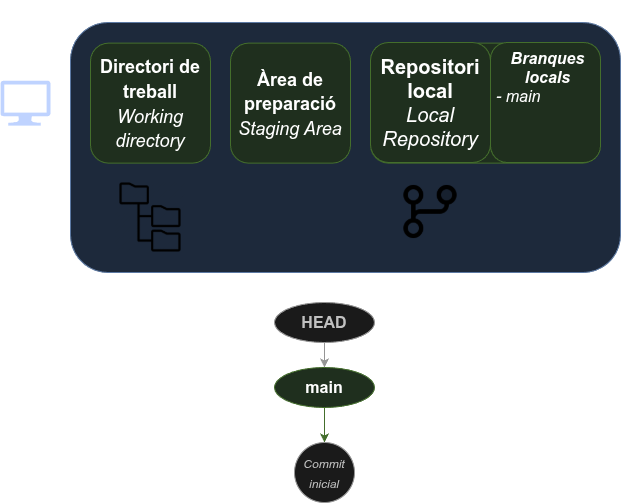 Directori de
treball
Working
directory
Àrea de
preparació
Staging Area
Repositori
local
Local
Repository
Branques
locals
- main
HEAD
main
Commit
inicial